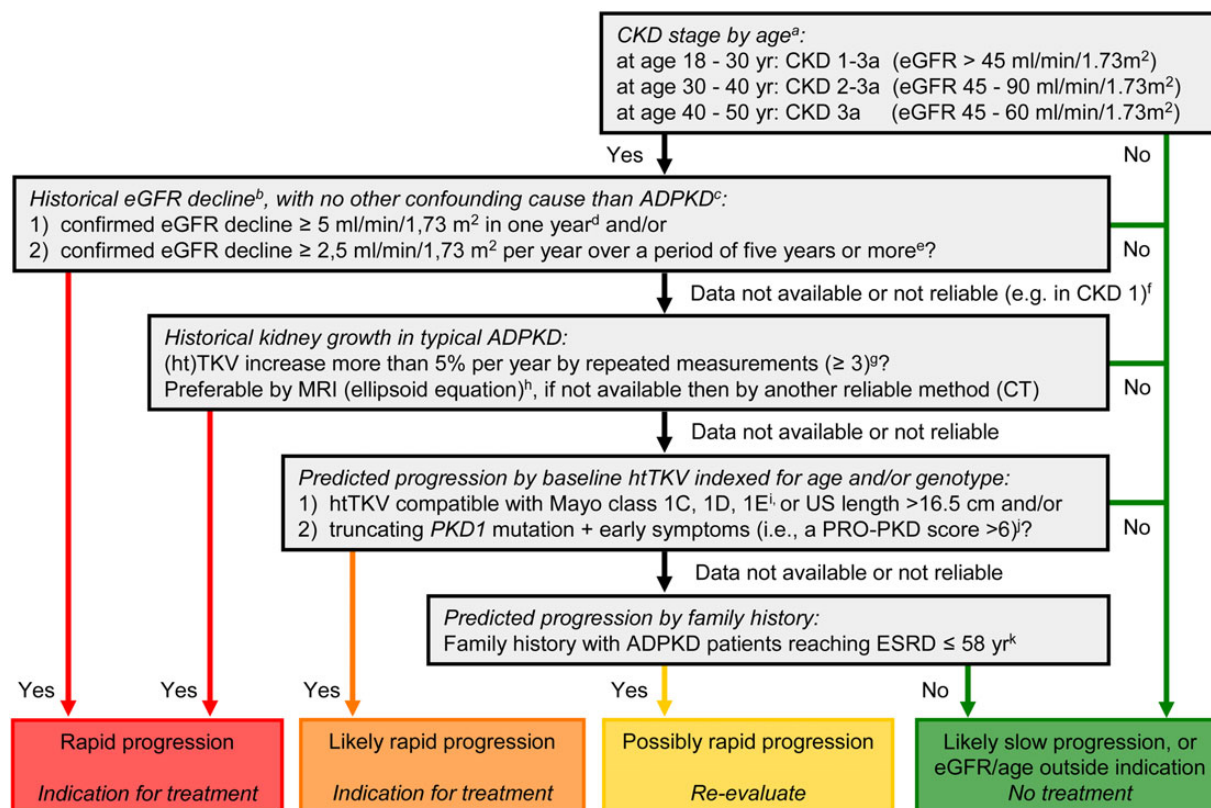 CKD stage by ageᵃ:
at age 18 - 30 yr: CKD 1-3a (eGFR > 45 ml/min/1.73m²)
at age 30 - 40 yr: CKD 2-3a (eGFR 45 - 90 ml/min/1.73m²)
at age 40 - 50 yr: CKD 3a (eGFR 45 - 60 ml/min/1.73m²)
Yes
No
Historical eGFR declineᵇ, with no other confounding cause than ADPKDᶜ:
1) confirmed eGFR decline ≥ 5 ml/min/1,73 m² in one yearᵈ and/or
2) confirmed eGFR decline ≥ 2,5 ml/min/1,73 m² per year over a period of five years or moreᵉ?
No
Data not available or not reliable (e.g. in CKD 1)ᶠ
Historical kidney growth in typical ADPKD:
(ht)TKV increase more than 5% per year by repeated measurements (≥ 3)ᵍ?
Preferable by MRI (ellipsoid equation)ʰ, if not available then by another reliable method (CT)
No
Data not available or not reliable
Predicted progression by baseline htTKV indexed for age and/or genotype:
1) htTKV compatible with Mayo class 1C, 1D, 1Eⁱ, or US length >16.5 cm and/or
2) truncating PKD1 mutation + early symptoms (i.e., a PRO-PKD score >6)ʲ?
No
Data not available or not reliable
Predicted progression by family history:
Family history with ADPKD patients reaching ESRD ≤ 58 yrᵏ
Yes
Yes
Yes
Yes
No
Rapid progression
Indication for treatment
Likely rapid progression
Indication for treatment
Possibly rapid progression
Re-evaluate
Likely slow progression, or
eGFR/age outside indication
No treatment